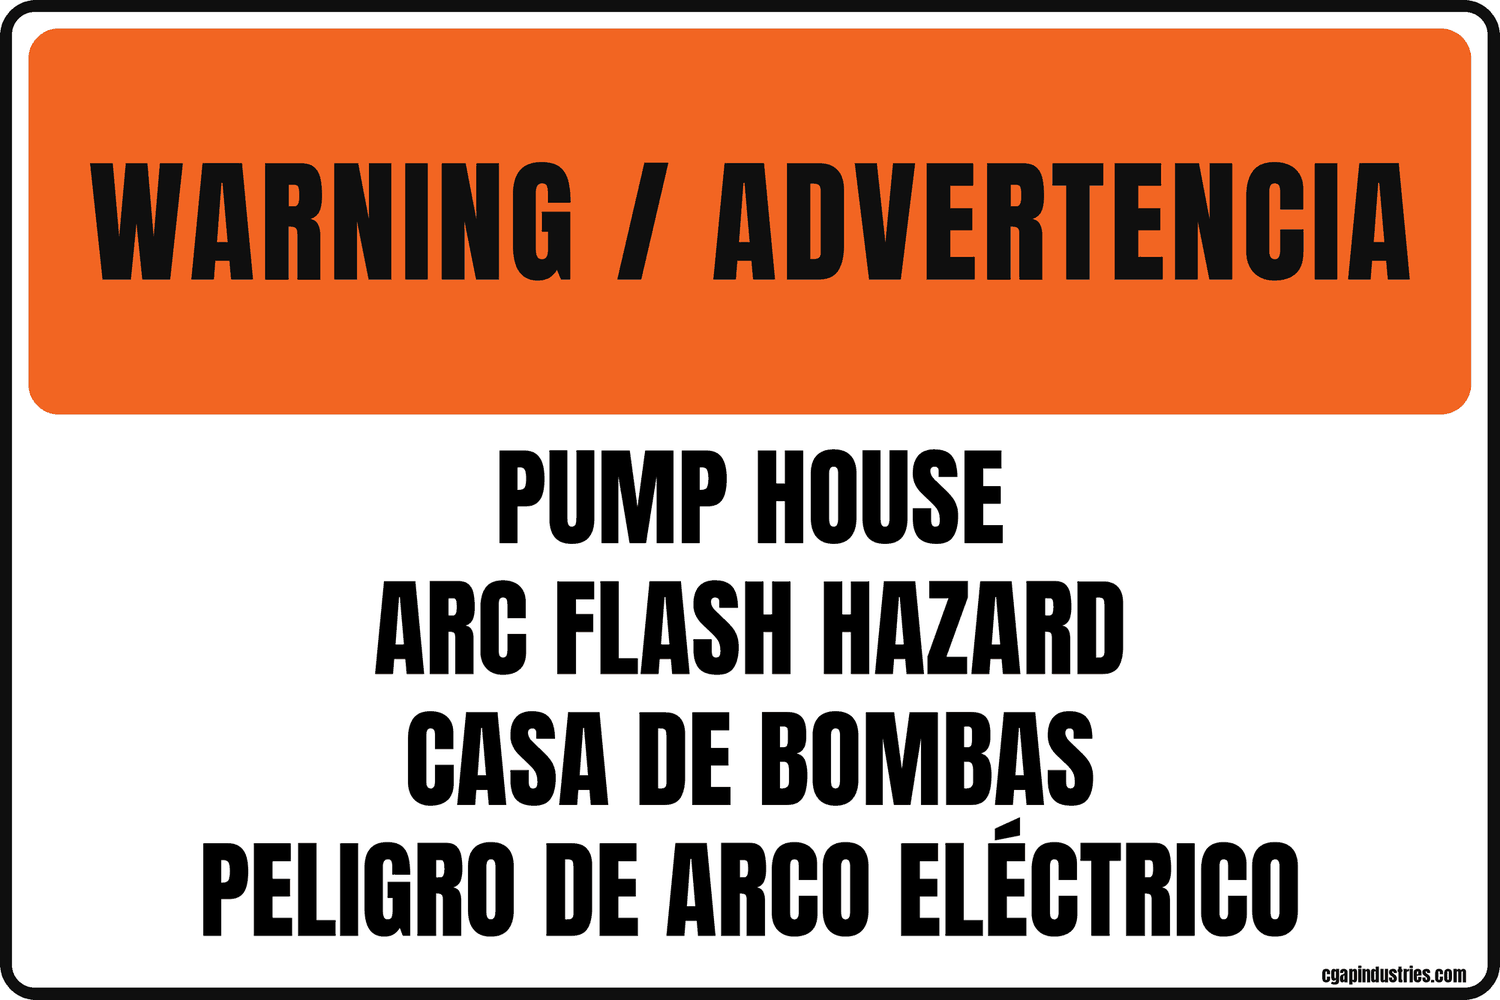 WARNING / ADVERTENCIA
PUMP HOUSE
ARC FLASH HAZARD
CASA DE BOMBAS
PELIGRO DE ARCO ELÉCTRICO
cgapindustries.com